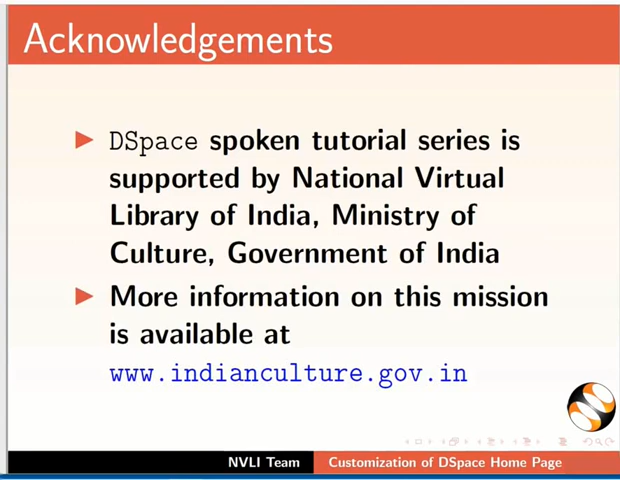 Acknowledgements
DSpace spoken tutorial series is
supported by National Virtual
Library of India, Ministry of
Culture, Government of India
More information on this mission
is available at
www.indianculture.gov.in
NVLI Team Customization of DSpace Home Page